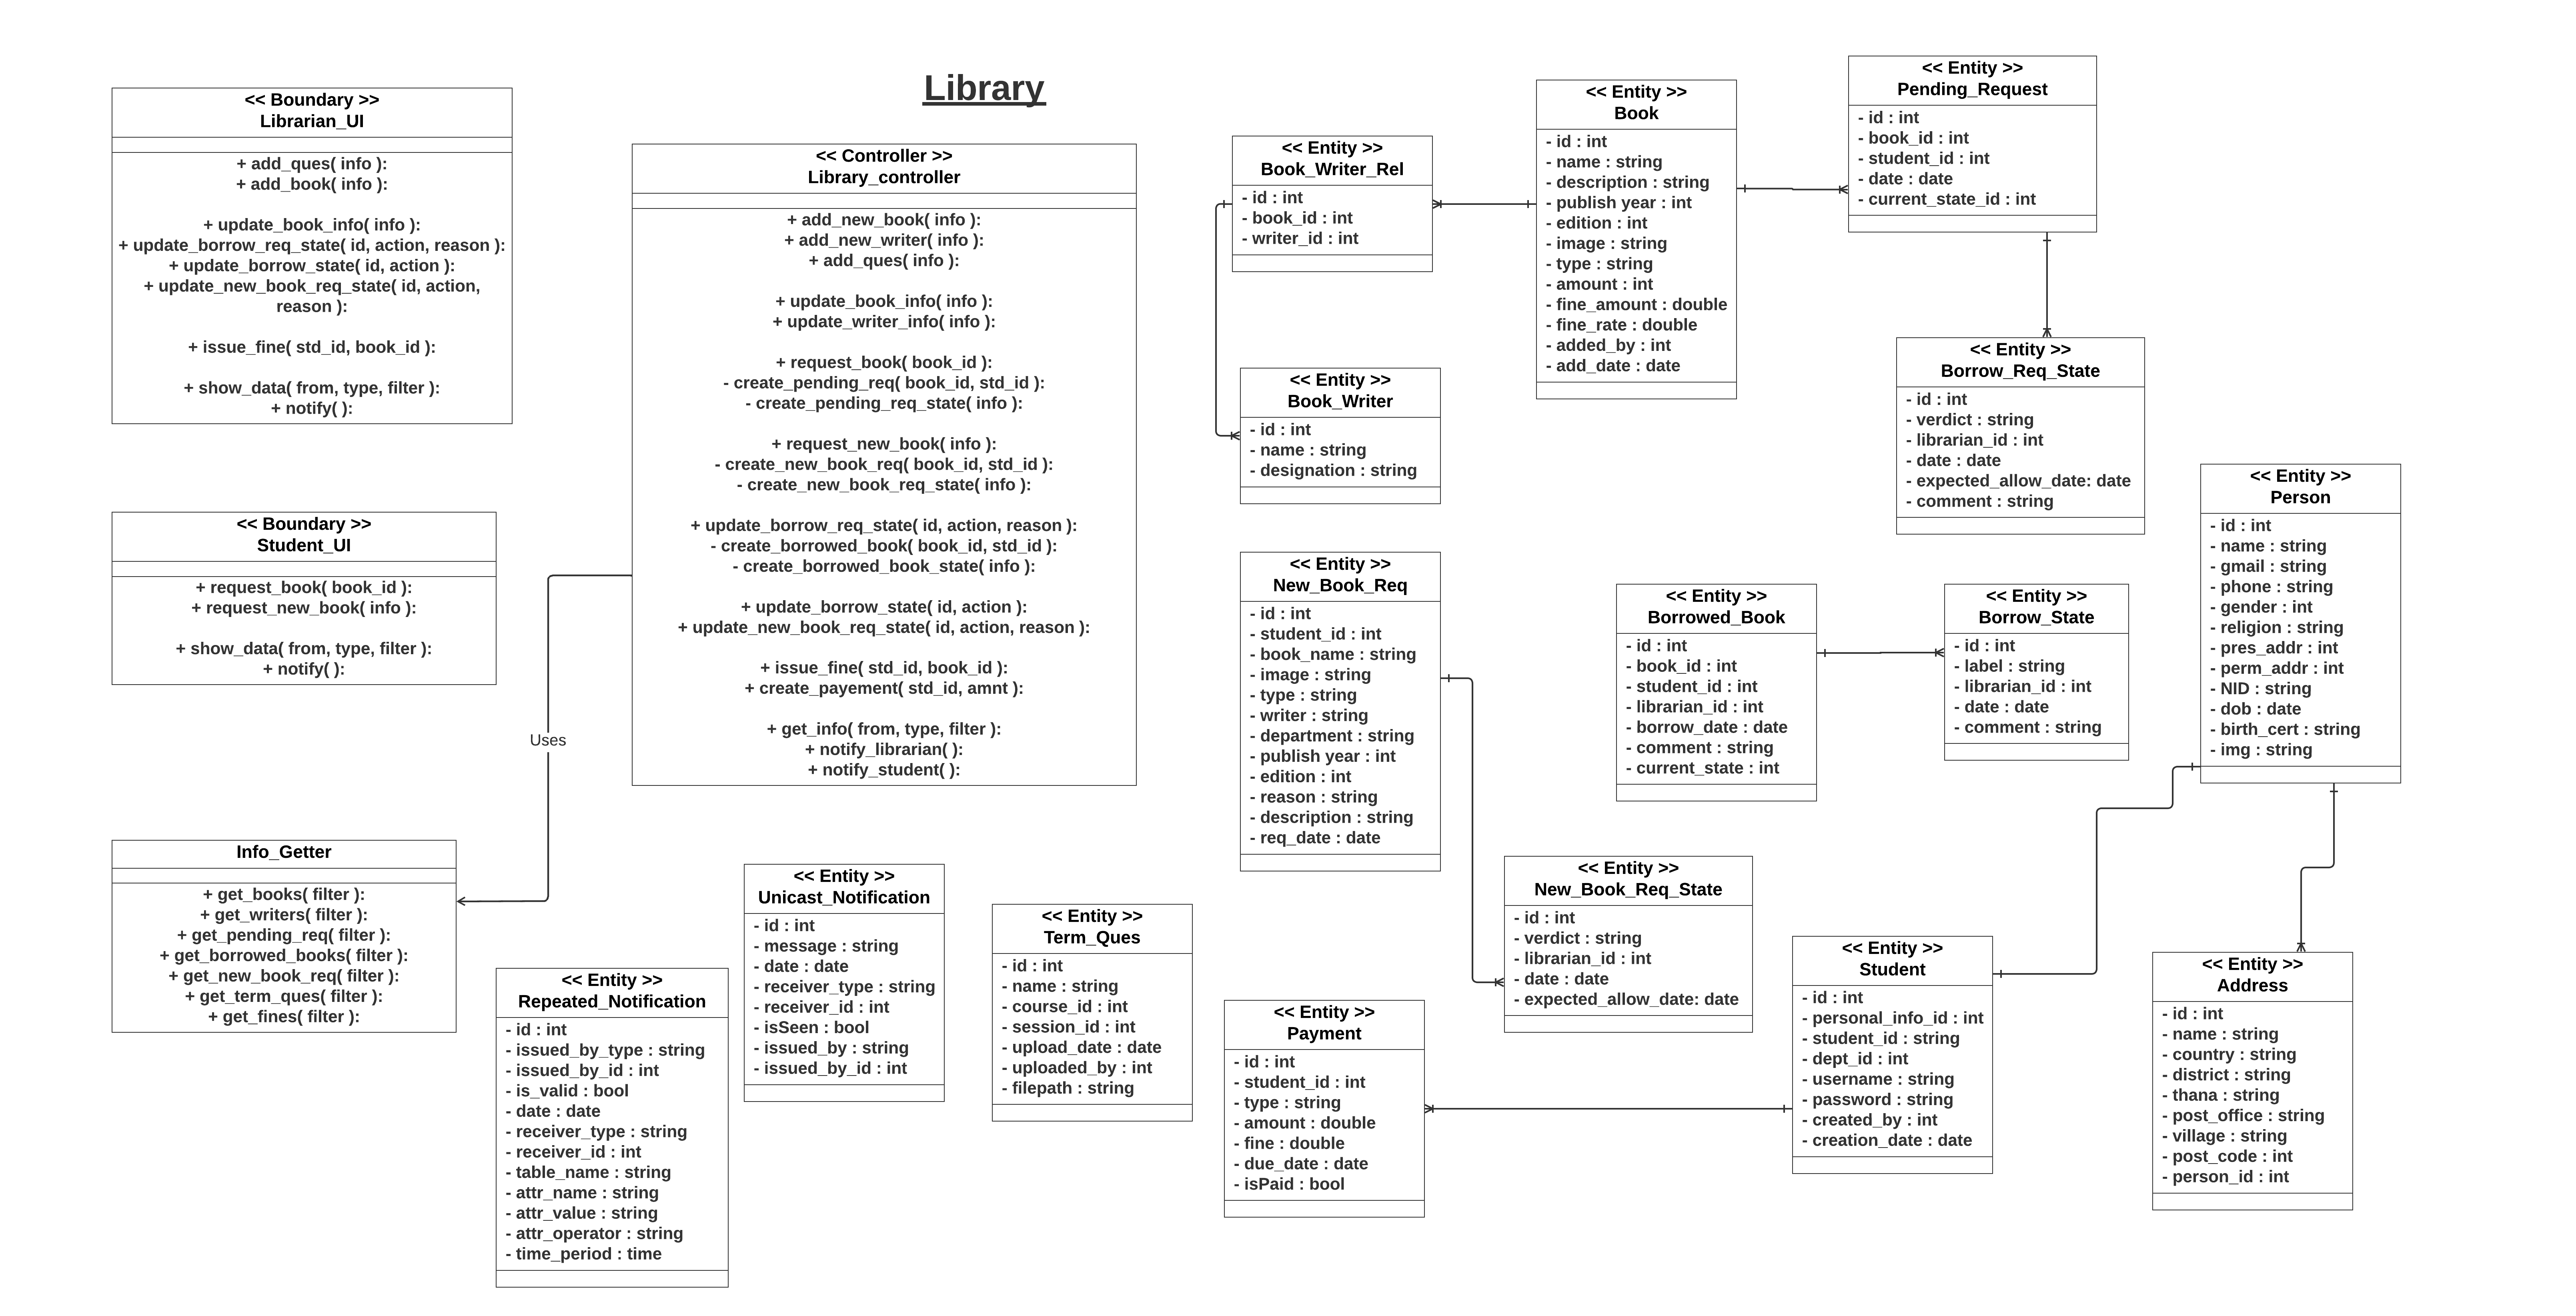 Library
<< Boundary >>
Librarian_UI
+ add_ques( info ):
+ add_book( info ):
+ update_book_info( info ):
+ update_borrow_req_state( id, action, reason ):
+ update_borrow_state( id, action ):
+ update_new_book_req_state( id, action,
reason ):
+ issue_fine( std_id, book_id ):
+ show_data( from, type, filter ):
+ notify( ):
<< Boundary >>
Student_UI
+ request_book( book_id ):
+ request_new_book( info ):
+ show_data( from, type, filter ):
+ notify( ):
Uses
Info_Getter
+ get_books( filter ):
+ get_writers( filter ):
+ get_pending_req( filter ):
+ get_borrowed_books( filter ):
+ get_new_book_req( filter ):
+ get_term_ques( filter ):
+ get_fines( filter ):
<< Controller >>
Library_controller
+ add_new_book( info ):
+ add_new_writer( info ):
+ add_ques( info ):
+ update_book_info( info ):
+ update_writer_info( info ):
+ request_book( book_id ):
- create_pending_req( book_id, std_id ):
- create_pending_req_state( info ):
+ request_new_book( info ):
- create_new_book_req( book_id, std_id ):
- create_new_book_req_state( info ):
+ update_borrow_req_state( id, action, reason ):
- create_borrowed_book( book_id, std_id ):
- create_borrowed_book_state( info ):
+ update_borrow_state( id, action ):
+ update_new_book_req_state( id, action, reason ):
+ issue_fine( std_id, book_id ):
+ create_payement( std_id, amnt ):
+ get_info( from, type, filter ):
+ notify_librarian( ):
+ notify_student( ):
<< Entity >>
Repeated_Notification
- id : int
- issued_by_type : string
- issued_by_id : int
- is_valid : bool
- date : date
- receiver_type : string
- receiver_id : int
- table_name : string
- attr_name : string
- attr_value : string
- attr_operator : string
- time_period : time
<< Entity >>
Unicast_Notification
- id : int
- message : string
- date : date
- receiver_type : string
- receiver_id : int
- isSeen : bool
- issued_by : string
- issued_by_id : int
<< Entity >>
Term_Ques
- id : int
- name : string
- course_id : int
- session_id : int
- upload_date : date
- uploaded_by : int
- filepath : string
<< Entity >>
Book_Writer_Rel
- id : int
- book_id : int
- writer_id : int
<< Entity >>
Book_Writer
- id : int
- name : string
- designation : string
<< Entity >>
Book
- id : int
- name : string
- description : string
- publish year : int
- edition : int
- image : string
- type : string
- amount : int
- fine_amount : double
- fine_rate : double
- added_by : int
- add_date : date
<< Entity >>
Pending_Request
- id : int
- book_id : int
- student_id : int
- date : date
- current_state_id : int
<< Entity >>
Borrow_Req_State
- id : int
- verdict : string
- librarian_id : int
- date : date
- expected_allow_date: date
- comment : string
<< Entity >>
New_Book_Req
- id : int
- student_id : int
- book_name : string
- image : string
- type : string
- writer : string
- department : string
- publish year : int
- edition : int
- reason : string
- description : string
- req_date : date
<< Entity >>
Borrowed_Book
- id : int
- book_id : int
- student_id : int
- librarian_id : int
- borrow_date : date
- comment : string
- current_state : int
<< Entity >>
Borrow_State
- id : int
- label : string
- librarian_id : int
- date : date
- comment : string
<< Entity >>
Person
- id : int
- name : string
- gmail : string
- phone : string
- gender : int
- religion : string
- pres_addr : int
- perm_addr : int
- NID : string
- dob : date
- birth_cert : string
- img : string
<< Entity >>
New_Book_Req_State
- id : int
- verdict : string
- librarian_id : int
- date : date
- expected_allow_date: date
<< Entity >>
Payment
- id : int
- student_id : int
- type : string
- amount : double
- fine : double
- due_date : date
- isPaid : bool
<< Entity >>
Student
- id : int
- personal_info_id : int
- student_id : string
- dept_id : int
- username : string
- password : string
- created_by : int
- creation_date : date
<< Entity >>
Address
- id : int
- name : string
- country : string
- district : string
- thana : string
- post_office : string
- village : string
- post_code : int
- person_id : int